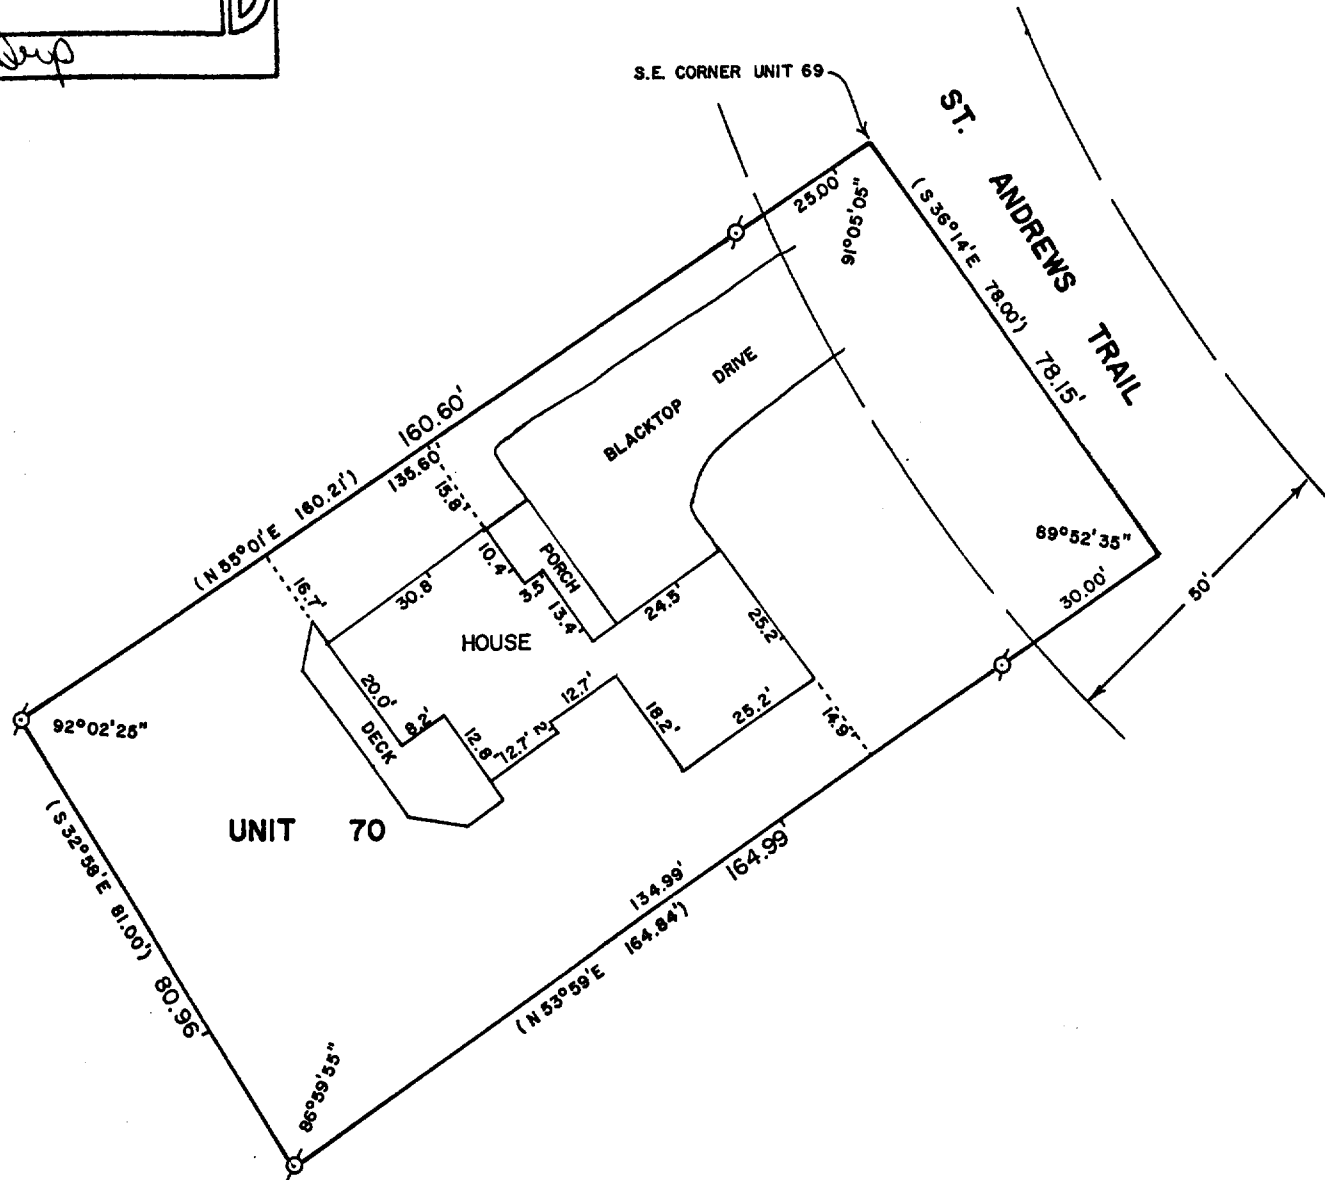 S.E. CORNER UNIT 69
ST. ANDREWS TRAIL
25.00'
91°05'05"
(S 36°14'E 78.00')
78.15'
160.60'
135.60'
(N 55°01'E 160.21')
15.8'
16.7'
BLACKTOP DRIVE
PORCH
10.4'
3.5'
13.4'
24.5'
30.8'
HOUSE
25.2'
89°52'35"
30.00'
50'
20.0'
8.2'
DECK
12.8'
12.7'
2'
12.7'
18.2'
25.2'
14.9'
92°02'25"
UNIT 70
(S 32°58'E 81.00')
80.96'
86°59'55"
134.99'
164.99'
(N 53°59'E 164.84')